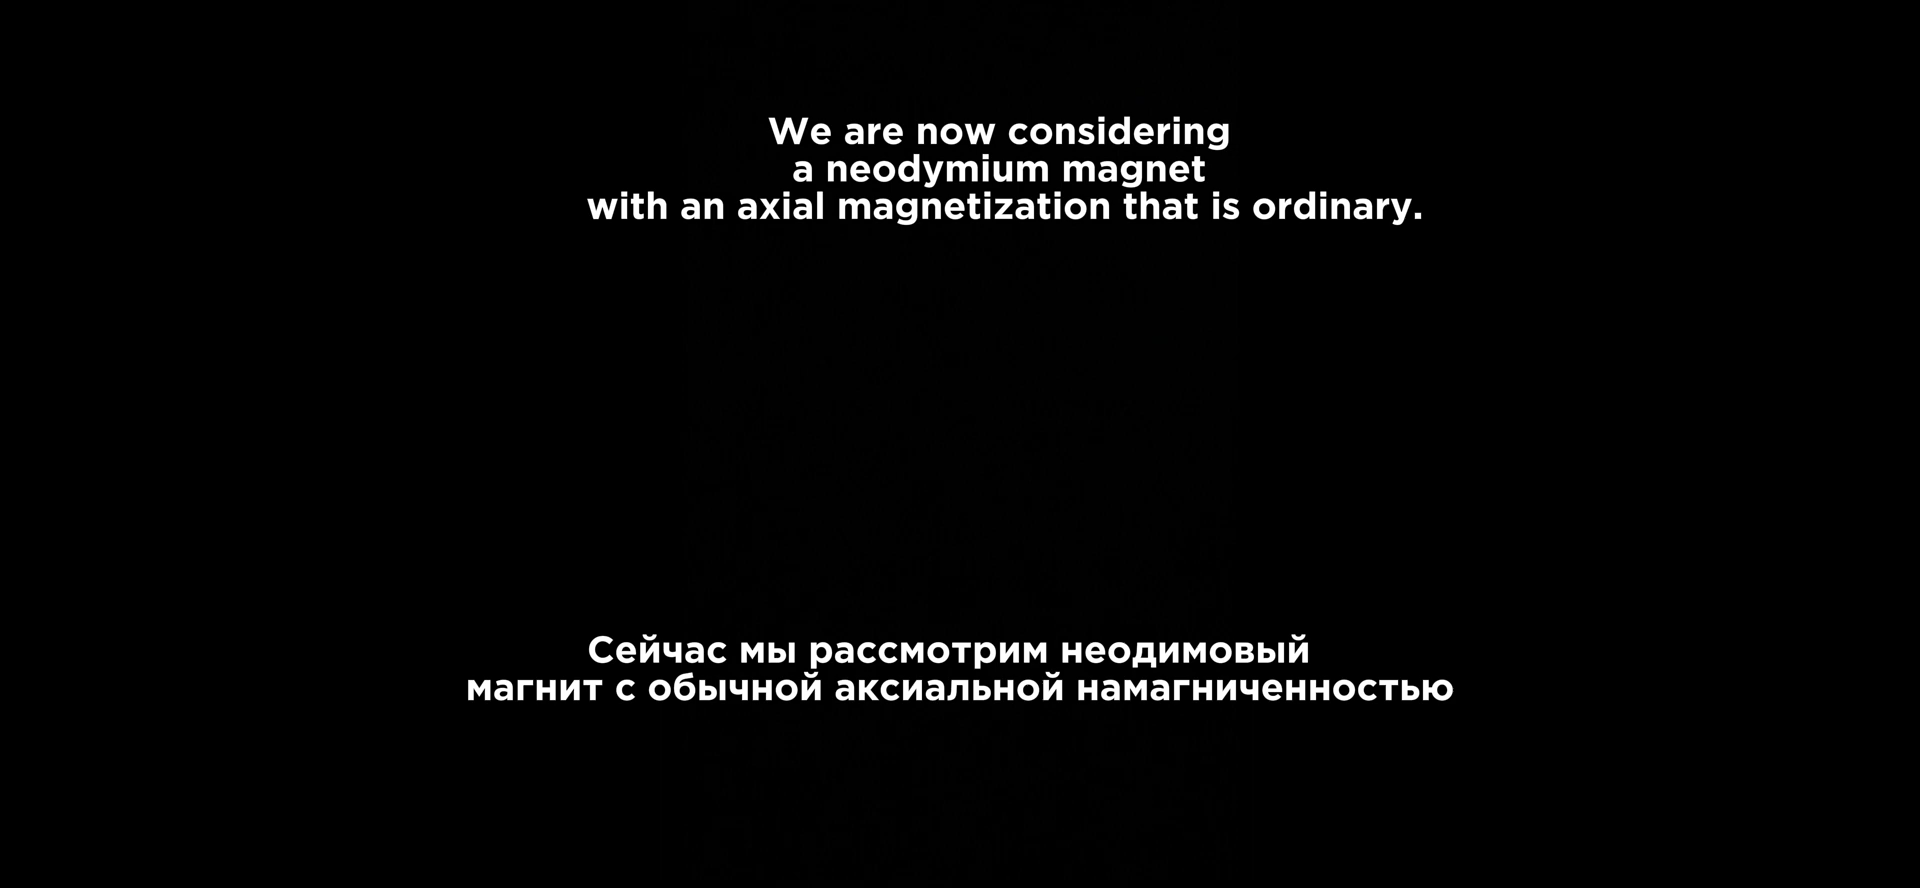 We are now considering
a neodymium magnet
with an axial magnetization that is ordinary.
Сейчас мы рассмотрим неодимовый
магнит с обычной аксиальной намагниченностью